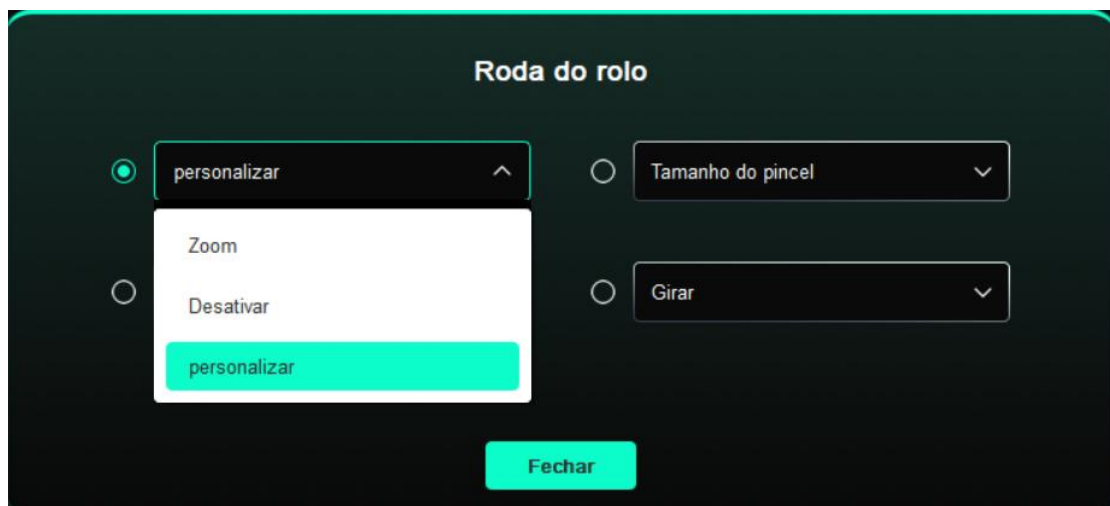 Roda do rolo
personalizar
Tamanho do pincel
Zoom
Desativar
personalizar
Girar
Fechar